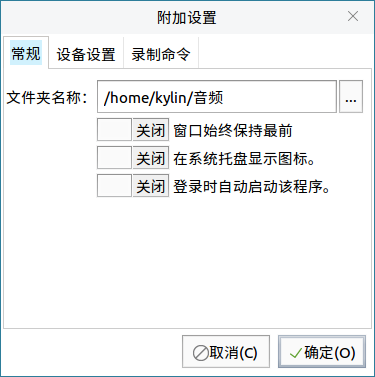 附加设置
常规 设备设置 录制命令
文件夹名称： /home/kylin/音频 ...
关闭 窗口始终保持最前
关闭 在系统托盘显示图标。
关闭 登录时自动启动该程序。
取消(C) 确定(O)